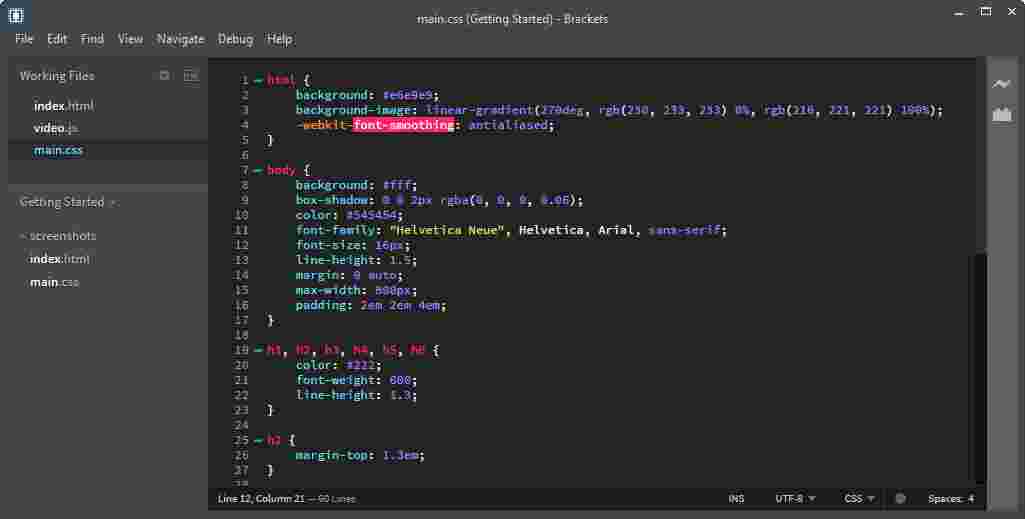 main.css (Getting Started) - Brackets
File Edit Find View Navigate Debug Help
Working Files
index.html
video.js
main.css
Getting Started
screenshots
index.html
main.css
1 html {
2 background: #e6e9e9;
3 background-image: linear-gradient(270deg, rgb(230, 233, 233) 0%, rgb(216, 221, 221) 100%);
4 -webkit-font-smoothing: antialiased;
5 }
6
7 body {
8 background: #fff;
9 box-shadow: 0 0 2px rgba(0, 0, 0, 0.06);
10 color: #545454;
11 font-family: "Helvetica Neue", Helvetica, Arial, sans-serif;
12 font-size: 16px;
13 line-height: 1.5;
14 margin: 0 auto;
15 max-width: 800px;
16 padding: 2em 2em 4em;
17 }
18
19 h1, h2, h3, h4, h5, h6 {
20 color: #222;
21 font-weight: 600;
22 line-height: 1.3;
23 }
24
25 h2 {
26 margin-top: 1.3em;
27 }
Line 12, Column 21 — 60 Lines INS UTF-8 CSS Spaces: 4